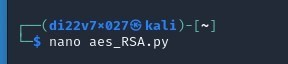 ┌──(di22v7×027㉿kali)-[~]
└─$ nano aes_RSA.py